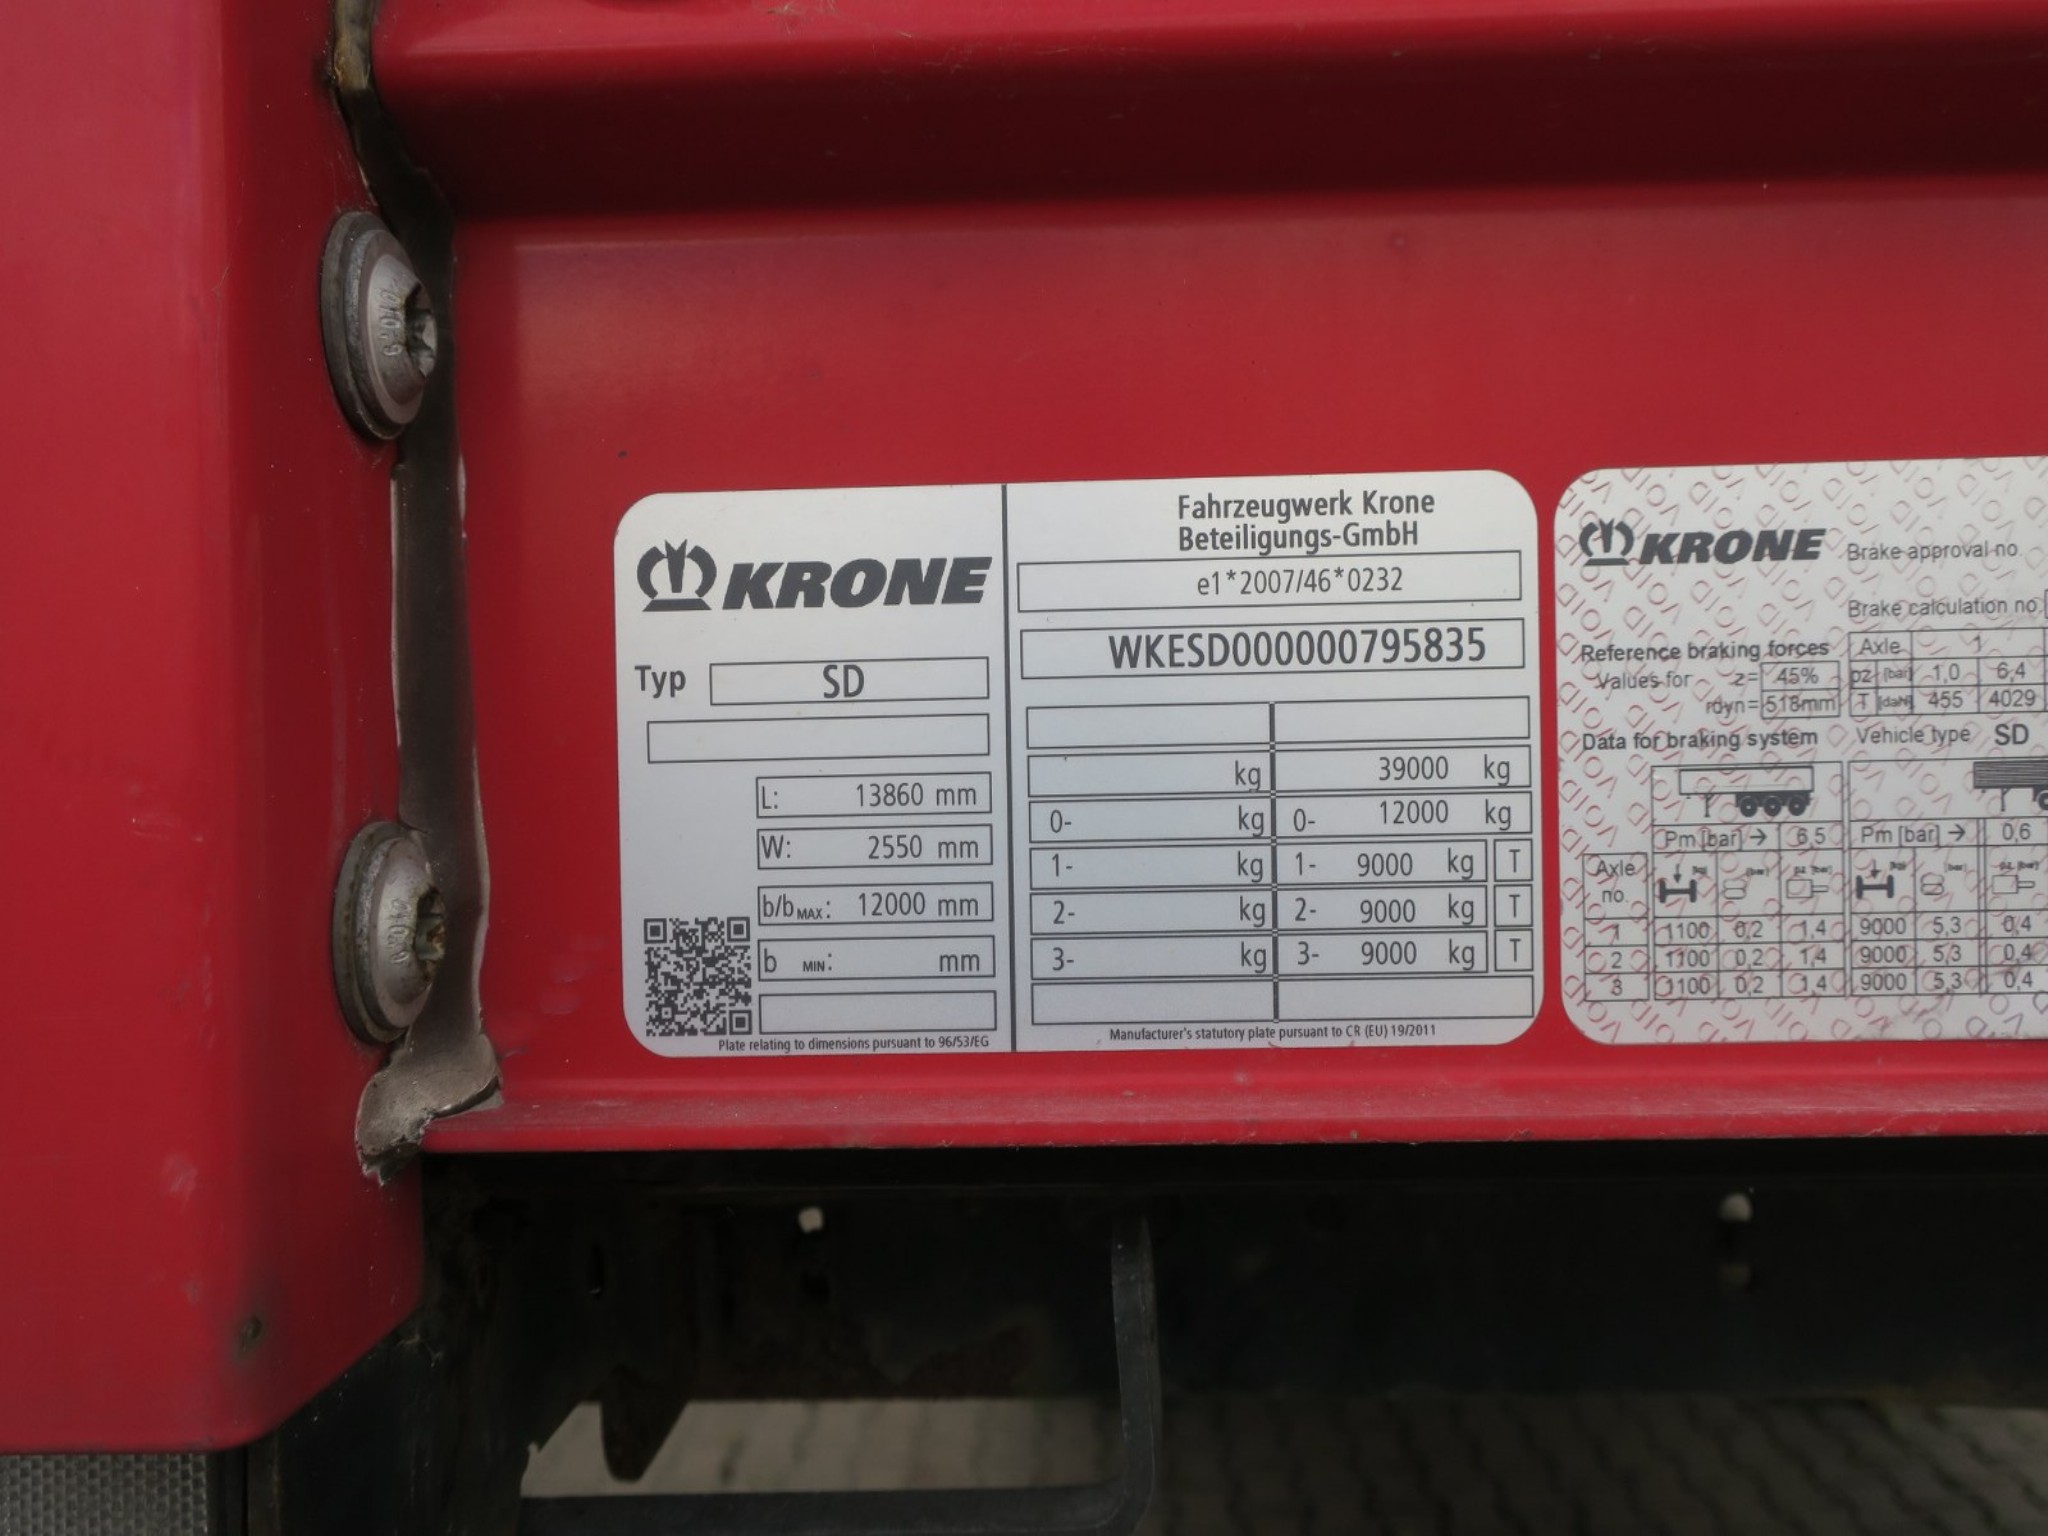 KRONE
Typ SD
L: 13860 mm
W: 2550 mm
b/b MAX: 12000 mm
b MIN: mm
Plate relating to dimensions pursuant to 96/53/EG
Fahrzeugwerk Krone
Beteiligungs-GmbH
e1*2007/46*0232
WKESD000000795835
kg 39000 kg
0- kg 0- 12000 kg
1- kg 1- 9000 kg T
2- kg 2- 9000 kg T
3- kg 3- 9000 kg T
Manufacturer's statutory plate pursuant to CR (EU) 19/2011
KRONE Brake approval no.
Brake calculation no.
Reference braking forces Axle 1
Values for z= 45% pz [bar] 1,0 6,4
rdyn= 518mm T [daN] 455 4029
Data for braking system Vehicle type SD
Pm [bar] → 6,5 Pm [bar] → 0,6
Axle
no.
1 1100 0,2 1,4 9000 5,3 0,4
2 1100 0,2 1,4 9000 5,3 0,4
3 1100 0,2 1,4 9000 5,3 0,4